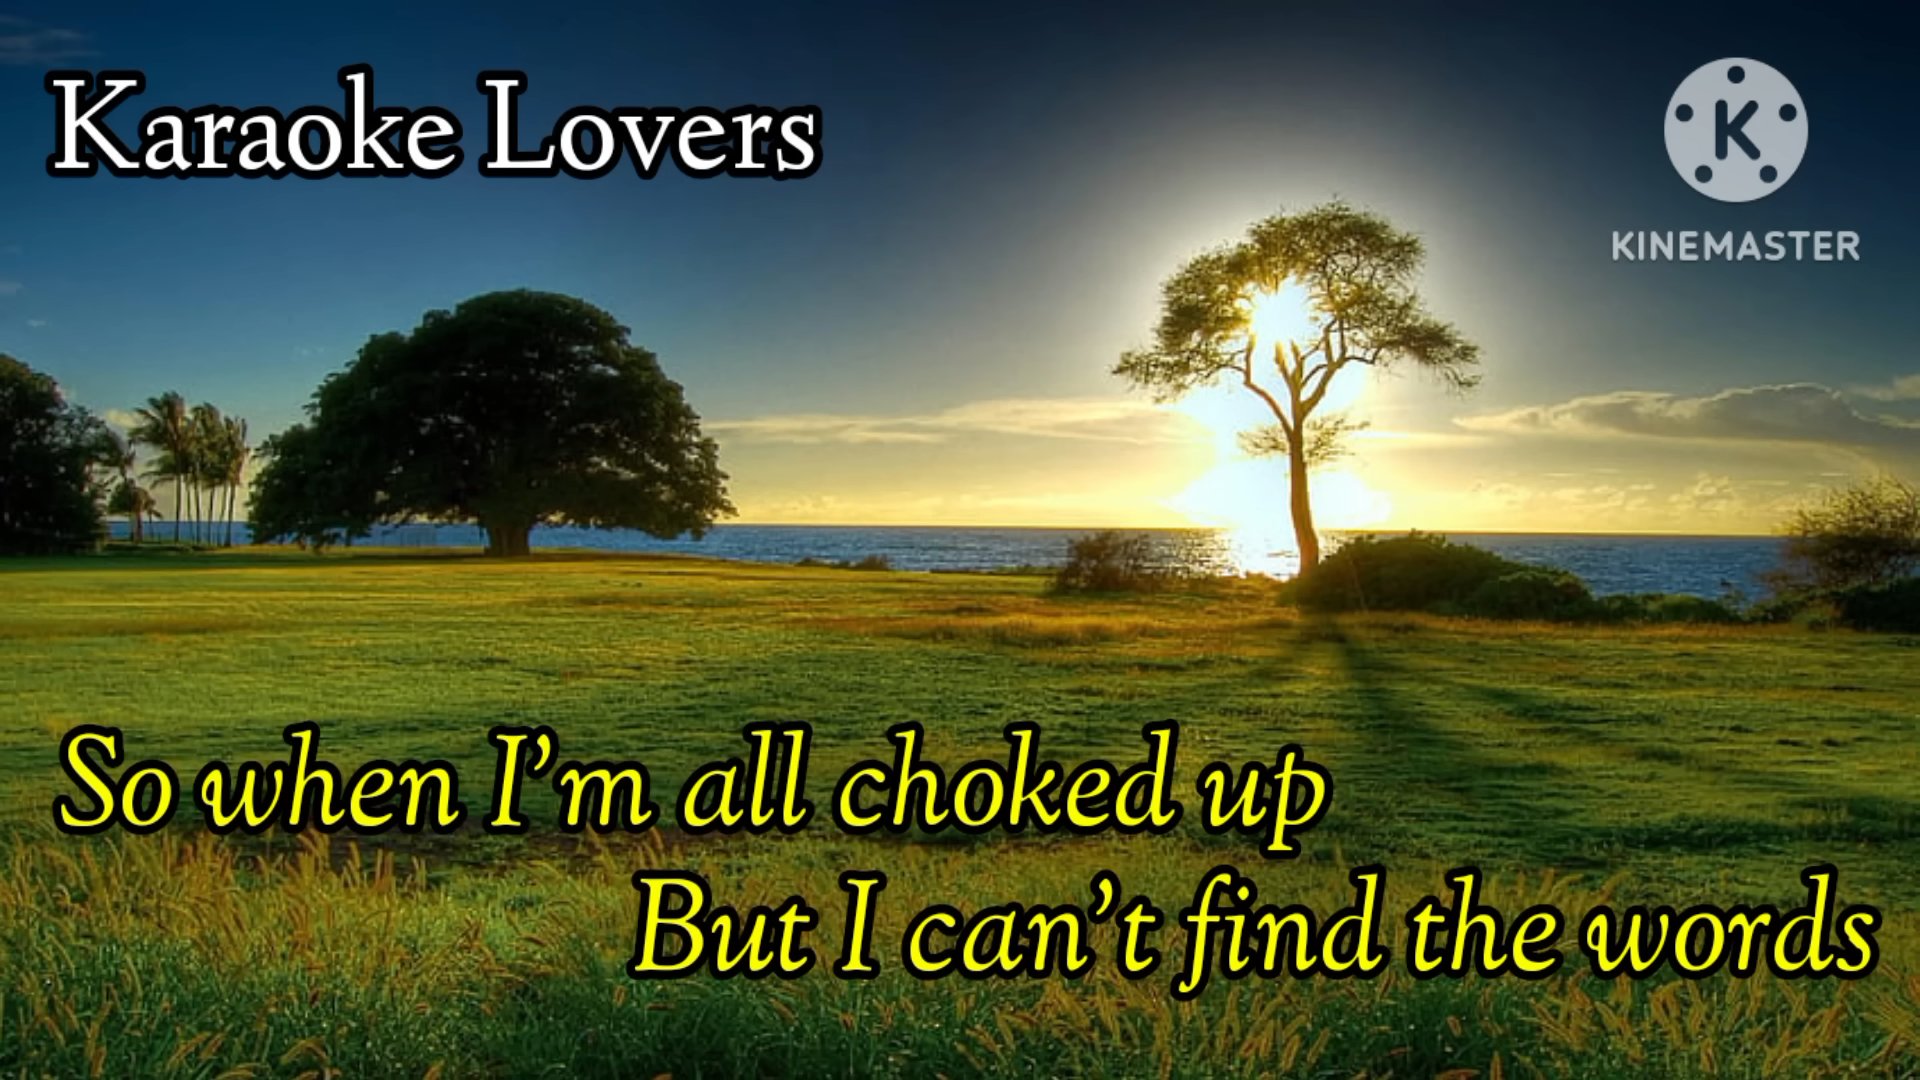 Karaoke Lovers
K
KINEMASTER
So when I'm all choked up
But I can't find the words